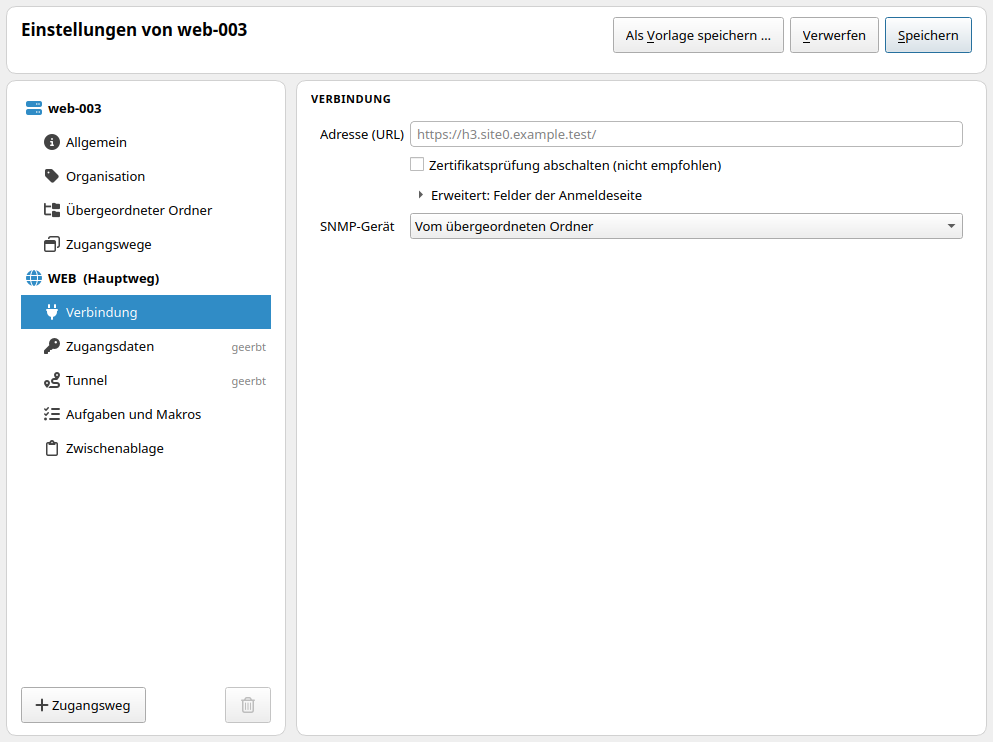 Einstellungen von web-003
Als Vorlage speichern ...
Verwerfen
Speichern
web-003
Allgemein
Organisation
Übergeordneter Ordner
Zugangswege
WEB (Hauptweg)
Verbindung
Zugangsdaten geerbt
Tunnel geerbt
Aufgaben und Makros
Zwischenablage
Zugangsweg
VERBINDUNG
Adresse (URL) https://h3.site0.example.test/
Zertifikatsprüfung abschalten (nicht empfohlen)
Erweitert: Felder der Anmeldeseite
SNMP-Gerät Vom übergeordneten Ordner